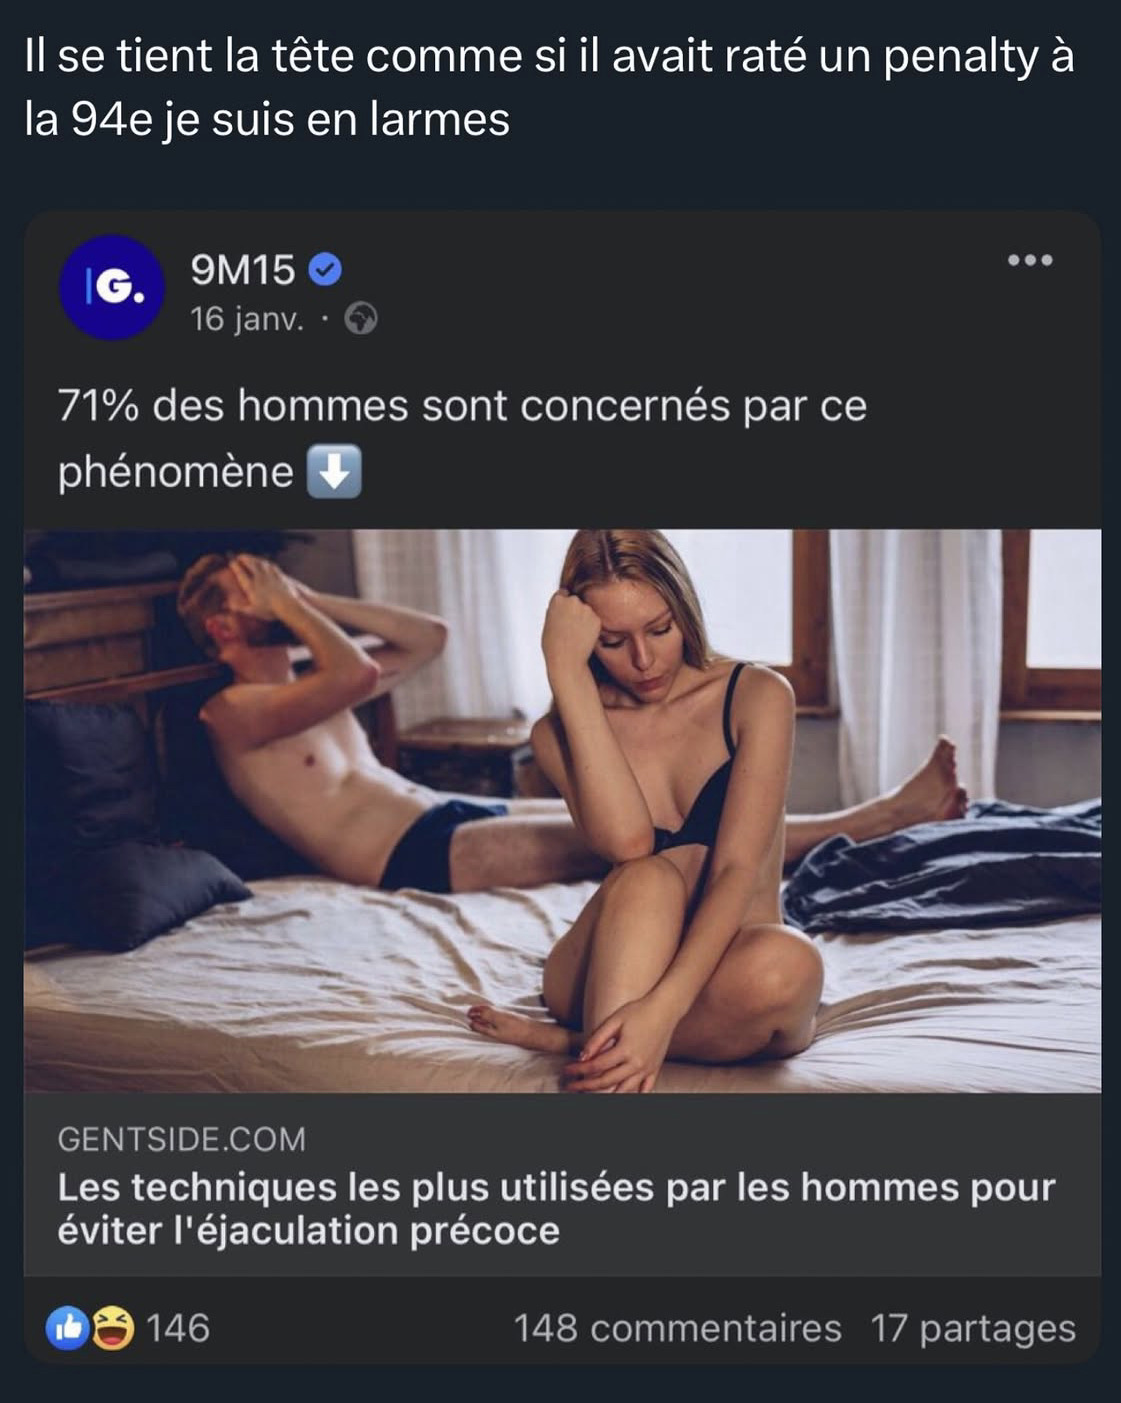 Il se tient la tête comme si il avait raté un penalty à
la 94e je suis en larmes
G.
9M15
16 janv. ·
71% des hommes sont concernés par ce
phénomène
GENTSIDE.COM
Les techniques les plus utilisées par les hommes pour
éviter l'éjaculation précoce
146 148 commentaires 17 partages